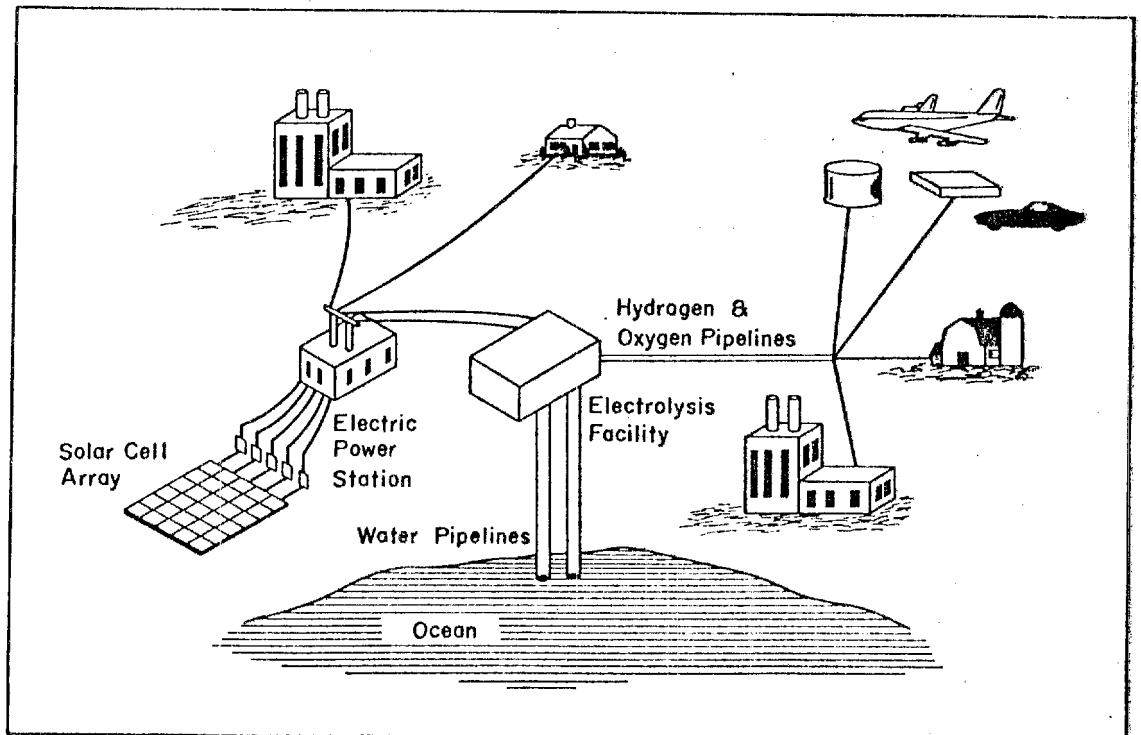 Hydrogen &
Oxygen Pipelines
Electrolysis
Facility
Electric
Power
Station
Solar Cell
Array
Water Pipelines
Ocean